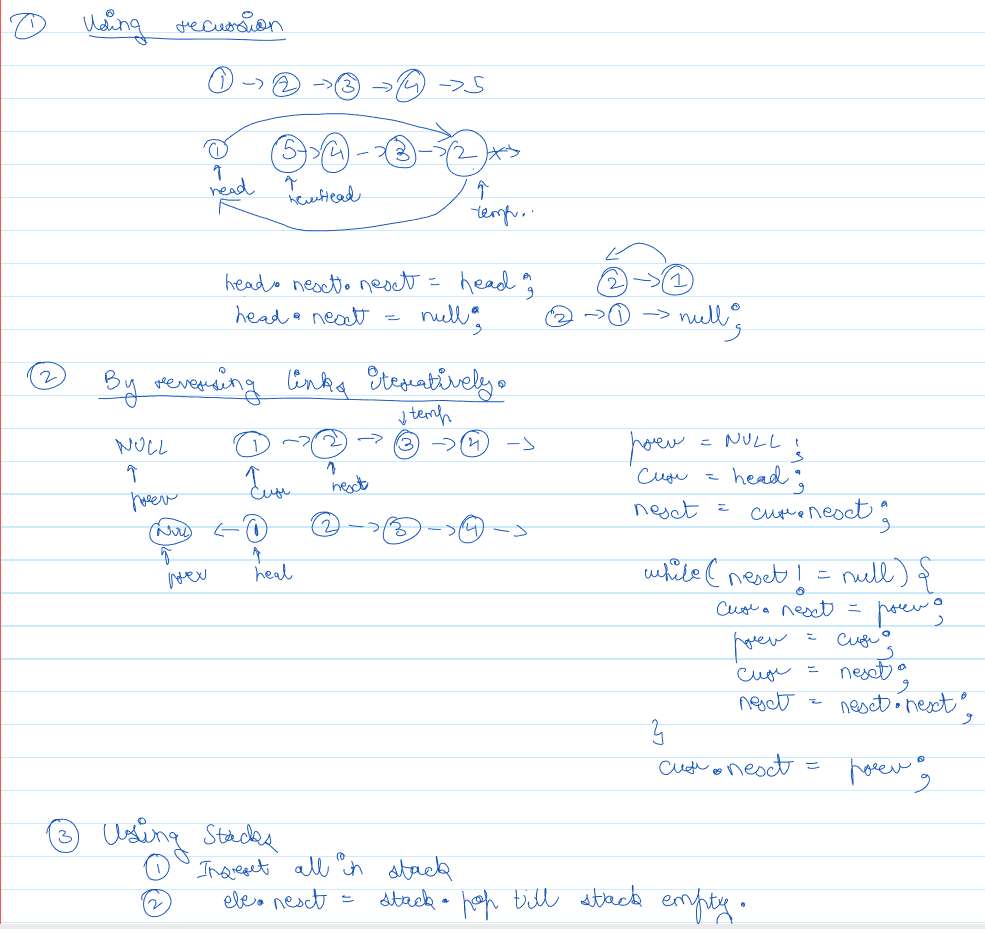 ① Using recursion
① -> ② -> ③ -> ④ -> 5
① ⑤ -> ④ -> ③ -> ②
head newHead temp..
head.next.next = head; ② -> ①
head.next = null; ② -> ① -> null;
② By reversing links iteratively.
temp
NULL ① -> ② -> ③ -> ④ ->
prev curr next
NULL <- ① ② -> ③ -> ④ ->
prev head
prev = NULL;
curr = head;
next = curr.next;
while(next != null) {
curr.next = prev;
prev = curr;
curr = next;
next = next.next;
}
curr.next = prev;
③ Using Stacks
① Insert all in stack
② ele.next = stack.pop till stack empty.